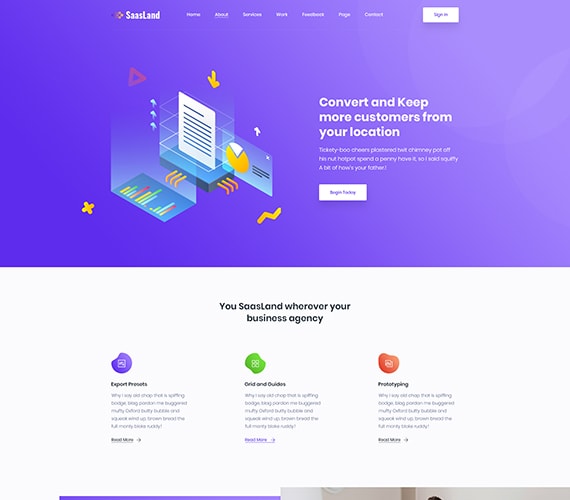 SaasLand
Home About Services Work Feedback Page Contact
Sign In
Convert and Keep
more customers from
your location
Tickety-boo cheers plastered twit chimney pot off
his nut hotpot spend a penny have it, so I said squiffy
A bit of how's your father!
Begin Today
You SaasLand wherever your
business agency
Export Presets
Why I say old chap that is spiffing
badger, blag pardon me buggered
mufty Oxford butty bubble and
squeak wind up, brown bread the
full monty bloke ruddy!
Read More
Grid and Guides
Why I say old chap that is spiffing
badger, blag pardon me buggered
mufty Oxford butty bubble and
squeak wind up, brown bread the
full monty bloke ruddy!
Read More
Prototyping
Why I say old chap that is spiffing
badger, blag pardon me buggered
mufty Oxford butty bubble and
squeak wind up, brown bread the
full monty bloke ruddy!
Read More